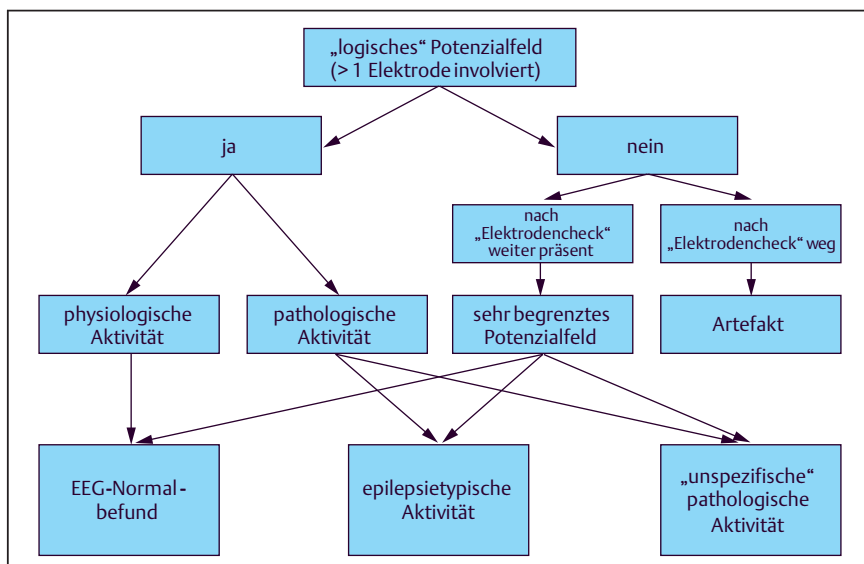 „logisches“ Potenzialfeld
(> 1 Elektrode involviert)
ja
nein
nach
„Elektrodencheck“
weiter präsent
nach
„Elektrodencheck“ weg
physiologische
Aktivität
pathologische
Aktivität
sehr begrenztes
Potenzialfeld
Artefakt
EEG-Normal-
befund
epilepsietypische
Aktivität
„unspezifische“
pathologische
Aktivität